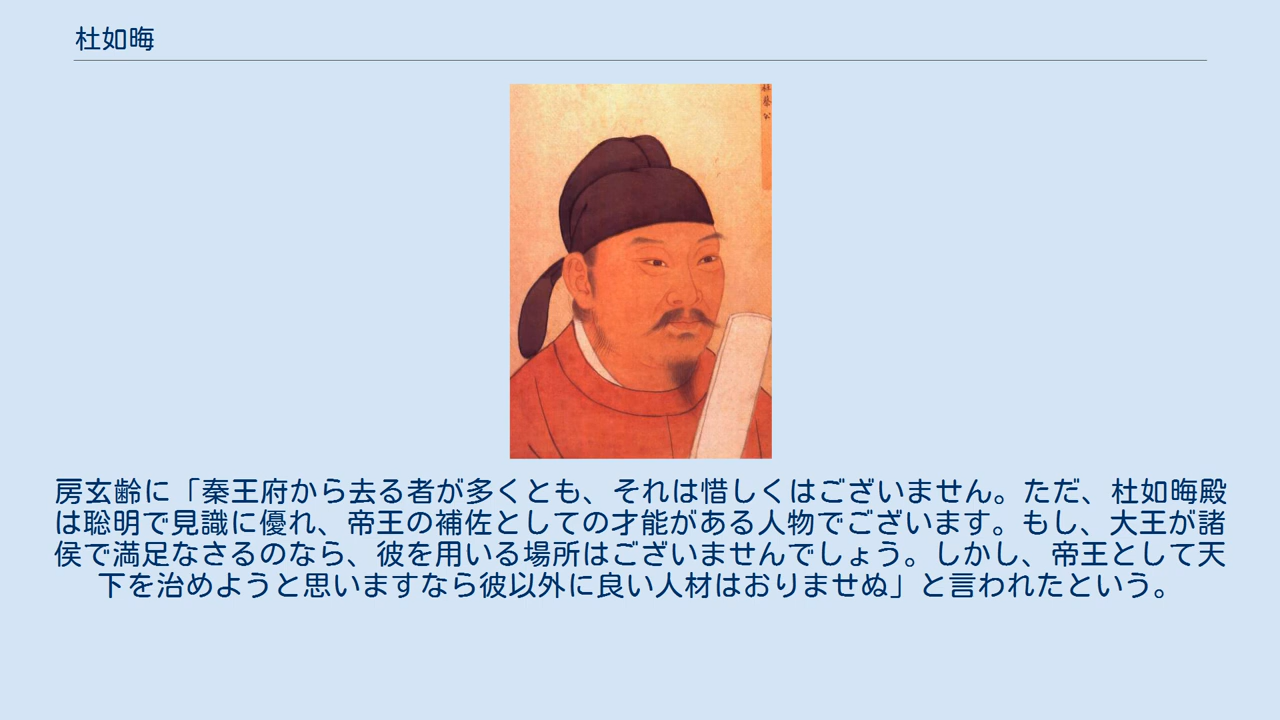 杜如晦
房玄齢に「秦王府から去る者が多くとも、それは惜しくはございません。ただ、杜如晦殿
は聡明で見識に優れ、帝王の補佐としての才能がある人物でございます。もし、大王が諸
侯で満足なさるのなら、彼を用いる場所はございませんでしょう。しかし、帝王として天
下を治めようと思いますなら彼以外に良い人材はおりませぬ」と言われたという。